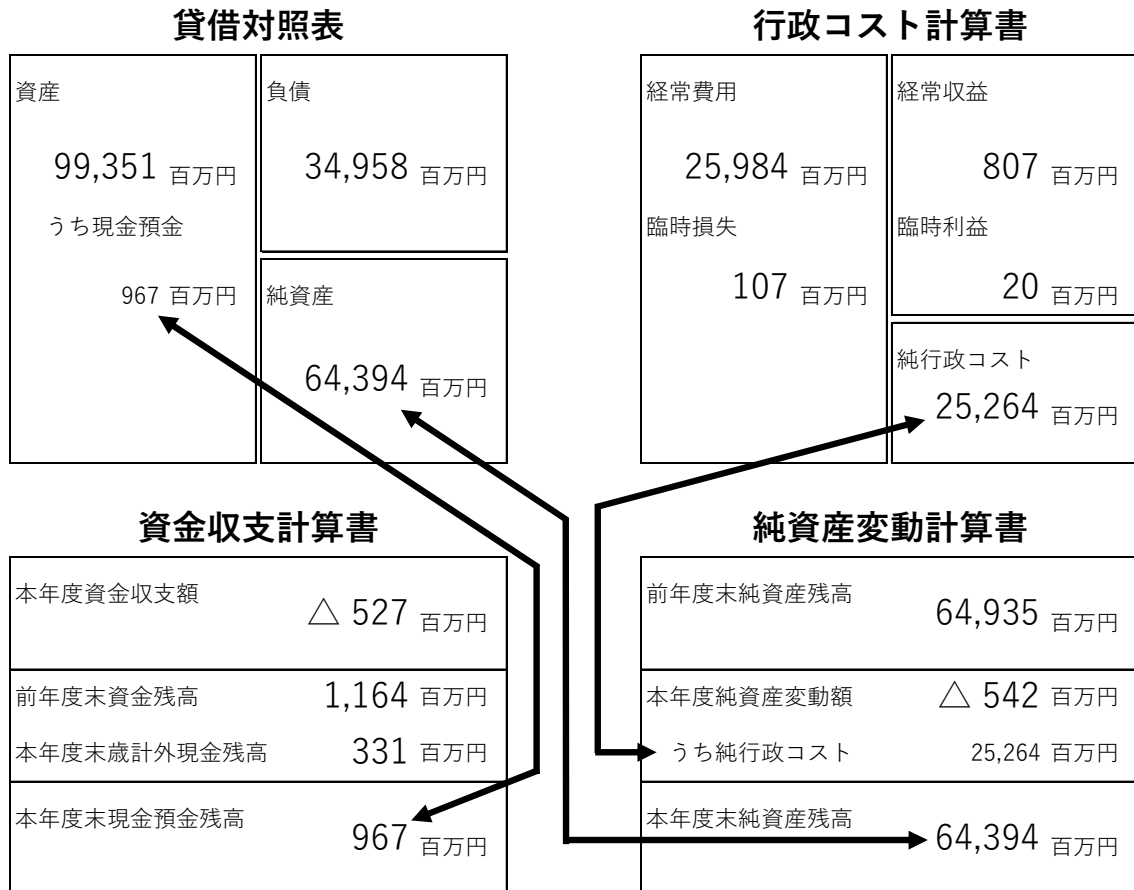 貸借対照表
資産
99,351 百万円
うち現金預金
967 百万円
負債
34,958 百万円
純資産
64,394 百万円
行政コスト計算書
経常費用
25,984 百万円
臨時損失
107 百万円
経常収益
807 百万円
臨時利益
20 百万円
純行政コスト
25,264 百万円
資金収支計算書
本年度資金収支額 △ 527 百万円
前年度末資金残高 1,164 百万円
本年度末歳計外現金残高 331 百万円
本年度末現金預金残高 967 百万円
純資産変動計算書
前年度末純資産残高 64,935 百万円
本年度純資産変動額 △ 542 百万円
うち純行政コスト 25,264 百万円
本年度末純資産残高 64,394 百万円